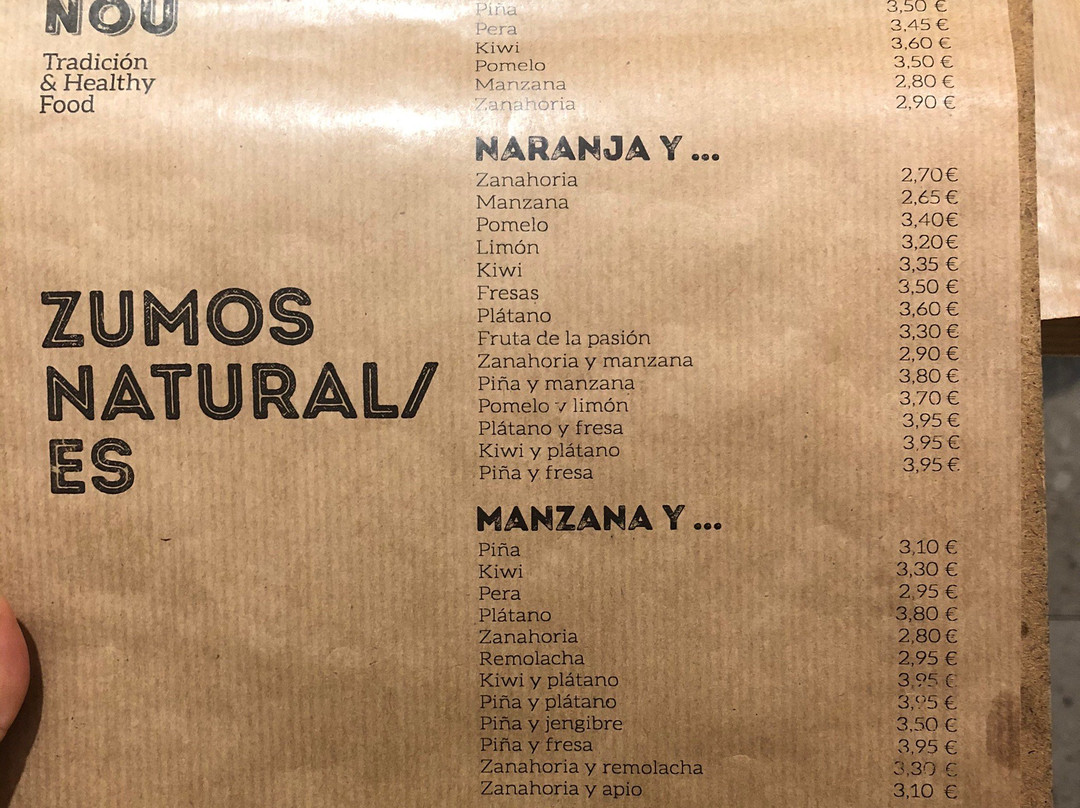 NOU
Tradición
& Healthy
Food
ZUMOS
NATURAL/
ES
Piña 3,50 €
Pera 3,45 €
Kiwi 3,60 €
Pomelo 3,50 €
Manzana 2,80 €
Zanahoria 2,90 €
NARANJA Y ...
Zanahoria 2,70€
Manzana 2,65 €
Pomelo 3,40€
Limón 3,20€
Kiwi 3,35 €
Fresas 3,50 €
Plátano 3,60 €
Fruta de la pasión 3,30 €
Zanahoria y manzana 2,90 €
Piña y manzana 3,80 €
Pomelo y limón 3,70 €
Plátano y fresa 3,95 €
Kiwi y plátano 3,95 €
Piña y fresa 3,95 €
MANZANA Y ...
Piña 3,10 €
Kiwi 3,30 €
Pera 2,95 €
Plátano 3,80 €
Zanahoria 2,80 €
Remolacha 2,95 €
Kiwi y plátano 3,95 €
Piña y plátano 3,95 €
Piña y jengibre 3,50 €
Piña y fresa 3,95 €
Zanahoria y remolacha 3,30 €
Zanahoria y apio 3,10 €